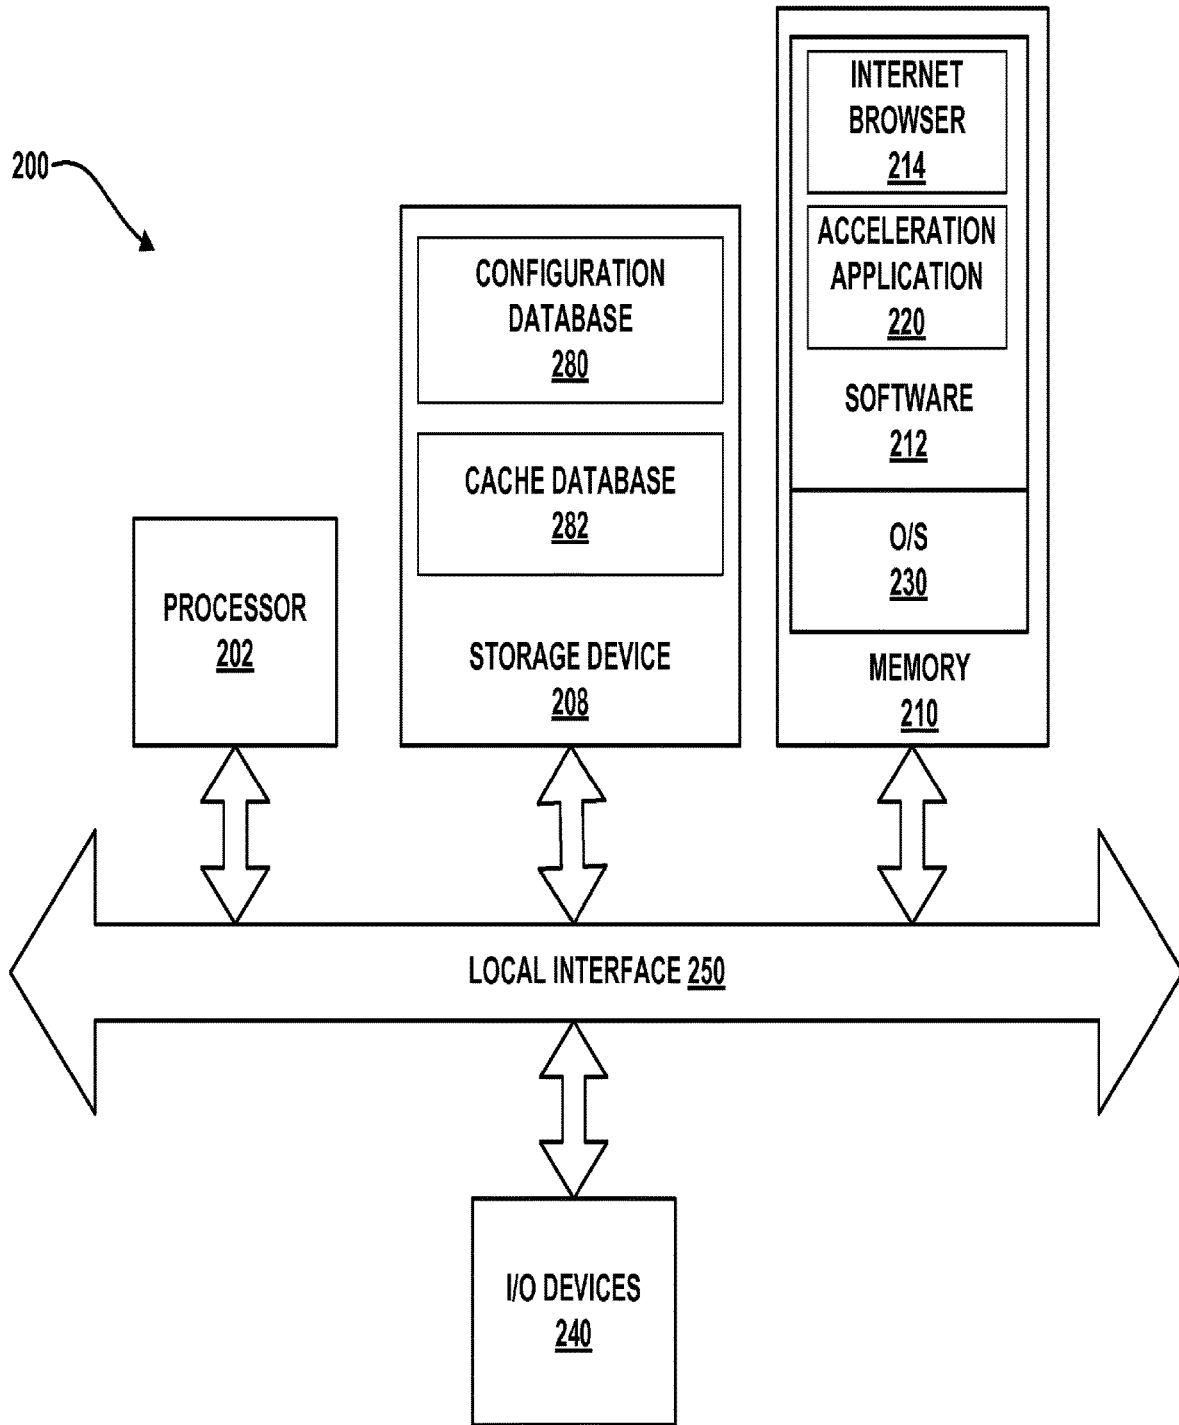 200
INTERNET
BROWSER
214
ACCELERATION
APPLICATION
220
SOFTWARE
212
O/S
230
MEMORY
210
CONFIGURATION
DATABASE
280
CACHE DATABASE
282
STORAGE DEVICE
208
PROCESSOR
202
LOCAL INTERFACE 250
I/O DEVICES
240